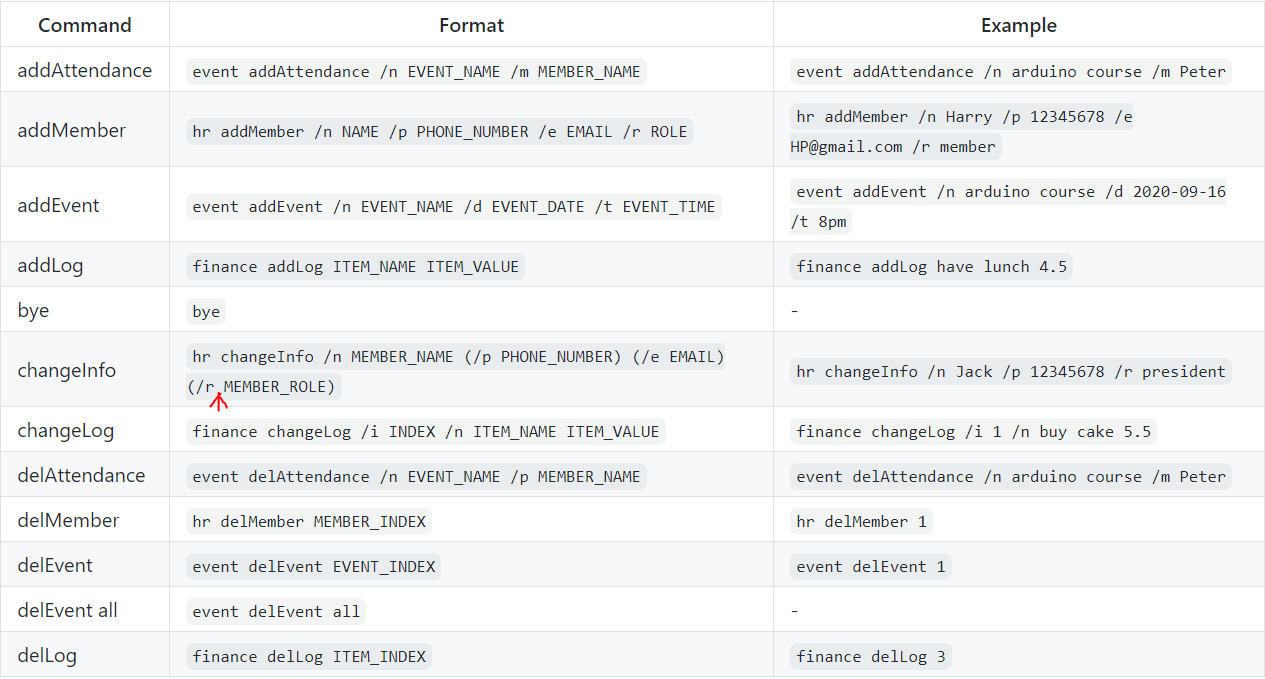 Command Format Example
addAttendance event addAttendance /n EVENT_NAME /m MEMBER_NAME event addAttendance /n arduino course /m Peter
addMember hr addMember /n NAME /p PHONE_NUMBER /e EMAIL /r ROLE hr addMember /n Harry /p 12345678 /e
HP@gmail.com /r member
addEvent event addEvent /n EVENT_NAME /d EVENT_DATE /t EVENT_TIME event addEvent /n arduino course /d 2020-09-16
/t 8pm
addLog finance addLog ITEM_NAME ITEM_VALUE finance addLog have lunch 4.5
bye bye -
changeInfo hr changeInfo /n MEMBER_NAME (/p PHONE_NUMBER) (/e EMAIL)
(/r MEMBER_ROLE) hr changeInfo /n Jack /p 12345678 /r president
changeLog finance changeLog /i INDEX /n ITEM_NAME ITEM_VALUE finance changeLog /i 1 /n buy cake 5.5
delAttendance event delAttendance /n EVENT_NAME /p MEMBER_NAME event delAttendance /n arduino course /m Peter
delMember hr delMember MEMBER_INDEX hr delMember 1
delEvent event delEvent EVENT_INDEX event delEvent 1
delEvent all event delEvent all -
delLog finance delLog ITEM_INDEX finance delLog 3